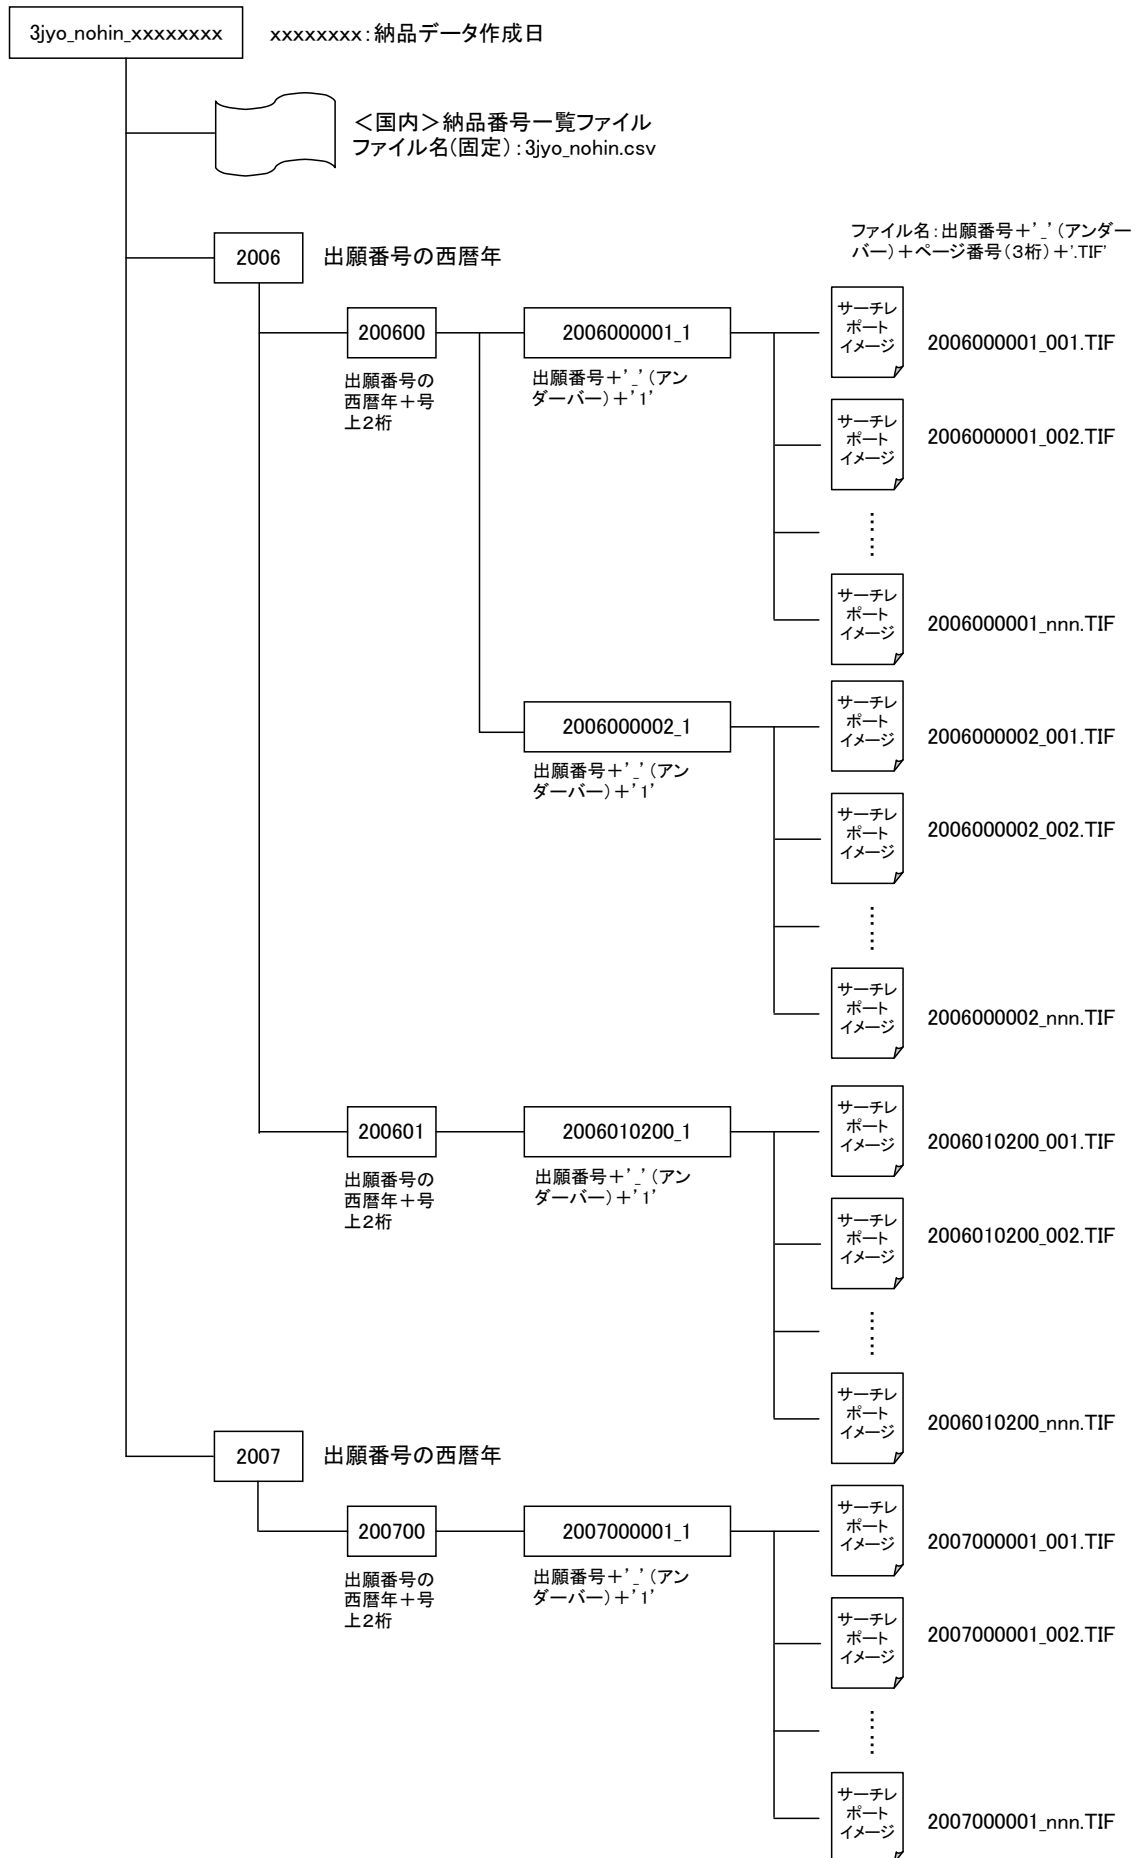 3jyo_nohin_xxxxxxxx
xxxxxxxx：納品データ作成日
＜国内＞納品番号一覧ファイル
ファイル名(固定)：3jyo_nohin.csv
ファイル名：出願番号＋'_'（アンダー
バー）＋ページ番号（3桁）＋'.TIF'
2006
出願番号の西暦年
200600
出願番号の
西暦年＋号
上2桁
2006000001_1
出願番号＋'_'（アン
ダーバー）＋'1'
サーチレ
ポート
イメージ
2006000001_001.TIF
サーチレ
ポート
イメージ
2006000001_002.TIF
サーチレ
ポート
イメージ
2006000001_nnn.TIF
2006000002_1
出願番号＋'_'（アン
ダーバー）＋'1'
サーチレ
ポート
イメージ
2006000002_001.TIF
サーチレ
ポート
イメージ
2006000002_002.TIF
サーチレ
ポート
イメージ
2006000002_nnn.TIF
200601
出願番号の
西暦年＋号
上2桁
2006010200_1
出願番号＋'_'（アン
ダーバー）＋'1'
サーチレ
ポート
イメージ
2006010200_001.TIF
サーチレ
ポート
イメージ
2006010200_002.TIF
サーチレ
ポート
イメージ
2006010200_nnn.TIF
2007
出願番号の西暦年
200700
出願番号の
西暦年＋号
上2桁
2007000001_1
出願番号＋'_'（アン
ダーバー）＋'1'
サーチレ
ポート
イメージ
2007000001_001.TIF
サーチレ
ポート
イメージ
2007000001_002.TIF
サーチレ
ポート
イメージ
2007000001_nnn.TIF